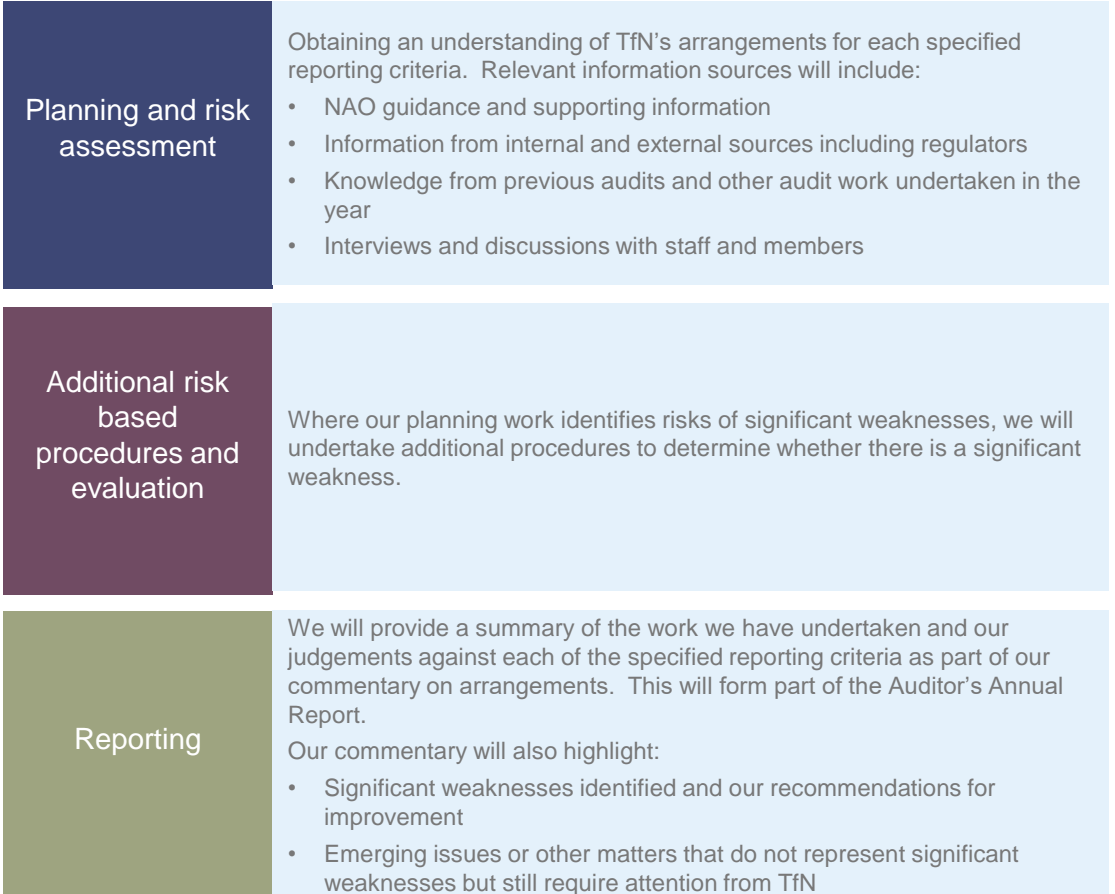 Planning and risk
assessment
Obtaining an understanding of TfN's arrangements for each specified
reporting criteria.  Relevant information sources will include:
• NAO guidance and supporting information
• Information from internal and external sources including regulators
• Knowledge from previous audits and other audit work undertaken in the
year
• Interviews and discussions with staff and members
Additional risk
based
procedures and
evaluation
Where our planning work identifies risks of significant weaknesses, we will
undertake additional procedures to determine whether there is a significant
weakness.
Reporting
We will provide a summary of the work we have undertaken and our
judgements against each of the specified reporting criteria as part of our
commentary on arrangements.  This will form part of the Auditor's Annual
Report.
Our commentary will also highlight:
• Significant weaknesses identified and our recommendations for
improvement
• Emerging issues or other matters that do not represent significant
weaknesses but still require attention from TfN